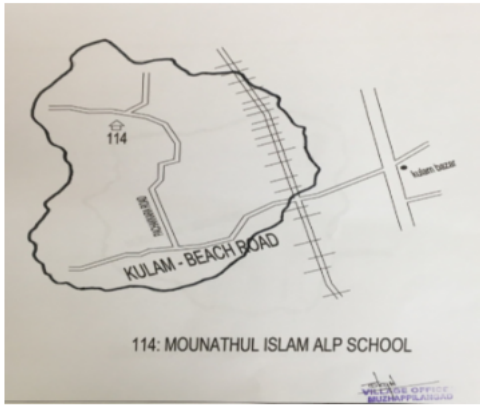 114
kulam bazar
KULAM - BEACH ROAD
114: MOUNATHUL ISLAM ALP SCHOOL
VILLAGE OFFICE
MUZHAPPILANGAD